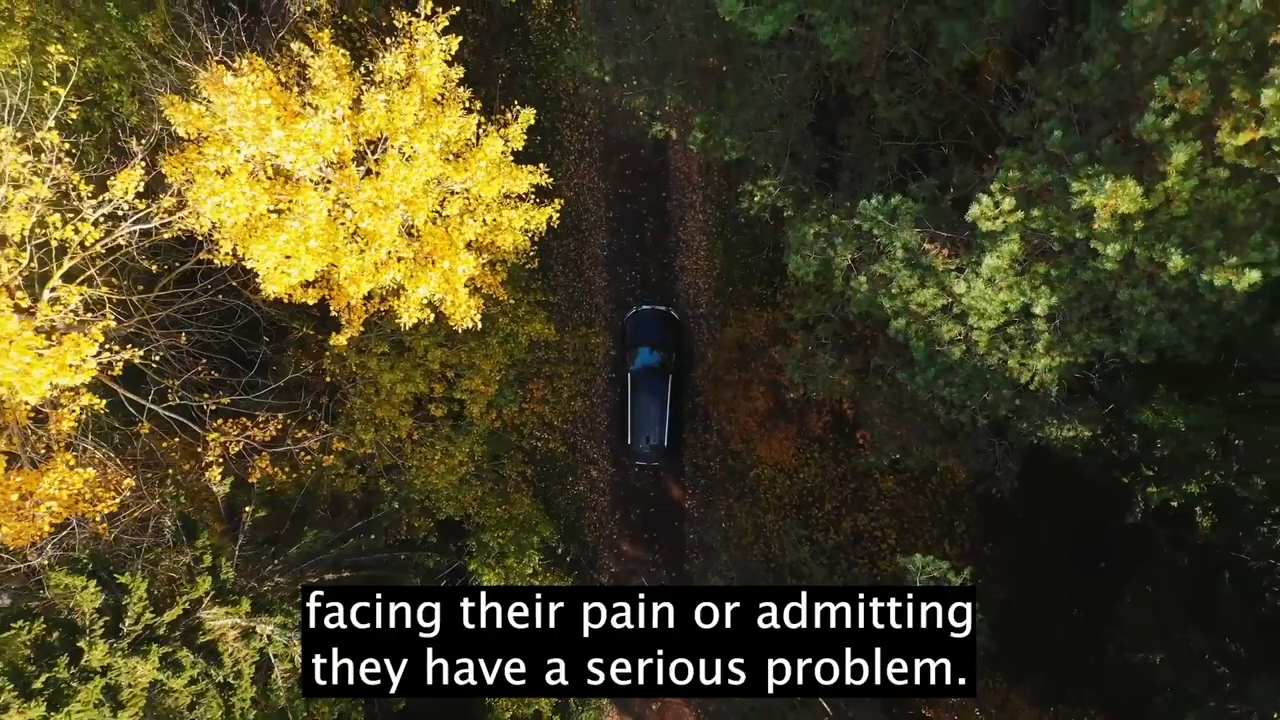 facing their pain or admitting
they have a serious problem.